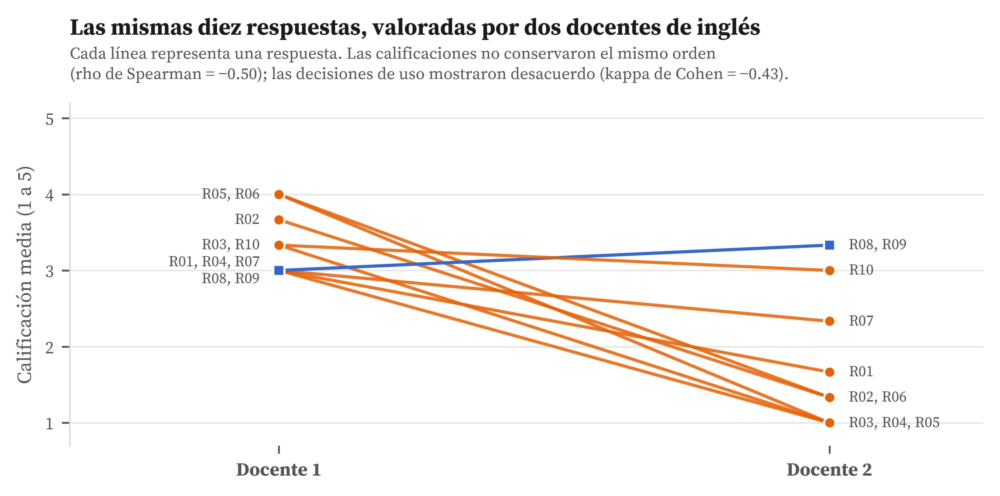 Las mismas diez respuestas, valoradas por dos docentes de inglés
Cada línea representa una respuesta. Las calificaciones no conservaron el mismo orden
(rho de Spearman = −0.50); las decisiones de uso mostraron desacuerdo (kappa de Cohen = −0.43).
Calificación media (1 a 5)
5
4
3
2
1
R05, R06
R02
R03, R10
R01, R04, R07
R08, R09
R08, R09
R10
R07
R01
R02, R06
R03, R04, R05
Docente 1
Docente 2